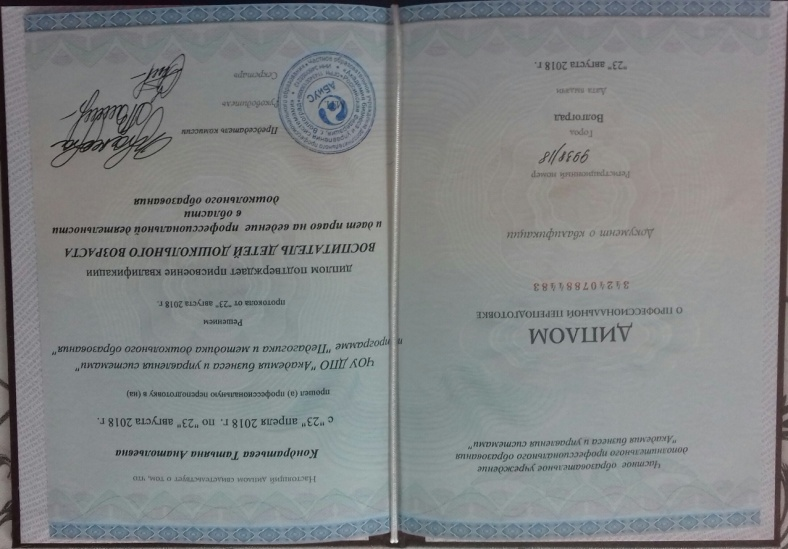 Частное образовательное учреждение
дополнительного профессионального образования
"Академия бизнеса и управления системами"
ДИПЛОМ
О ПРОФЕССИОНАЛЬНОЙ ПЕРЕПОДГОТОВКЕ
342407884483
Документ о квалификации
Регистрационный номер
9938/18
Город
Волгоград
Дата выдачи
"23" августа 2018 г.
Настоящий диплом свидетельствует о том, что
Кондратьева Татьяна Анатольевна
с "23" апреля 2018 г. по "23" августа 2018 г.
прошел (а) профессиональную переподготовку в (на)
ЧОУ ДПО "Академия бизнеса и управления системами"
программе "Педагогика и методика дошкольного образования"
Решением
протокола от "23" августа 2018 г.
диплом подтверждает присвоение квалификации
ВОСПИТАТЕЛЬ ДЕТЕЙ ДОШКОЛЬНОГО ВОЗРАСТА
и дает право на ведение профессиональной деятельности
в области
дошкольного образования
Председатель комиссии
Руководитель
Секретарь
АБиУС